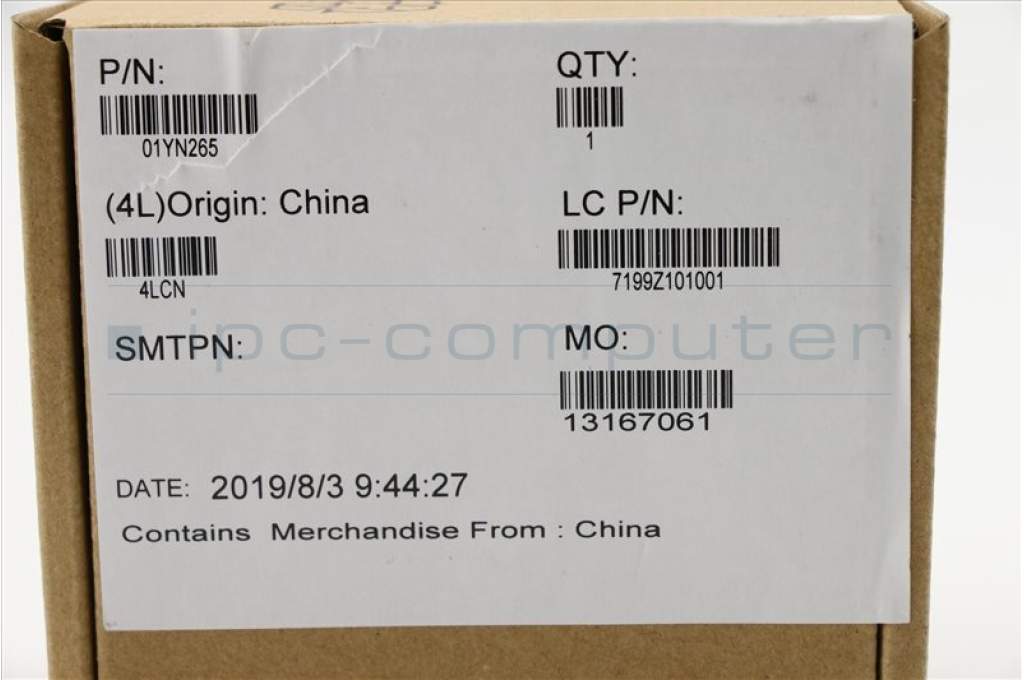 P/N:
01YN265
QTY:
1
(4L)Origin: China
4LCN
LC P/N:
7199Z101001
SMTPN:
MO:
13167061
ipc-computer
DATE: 2019/8/3 9:44:27
Contains Merchandise From : China